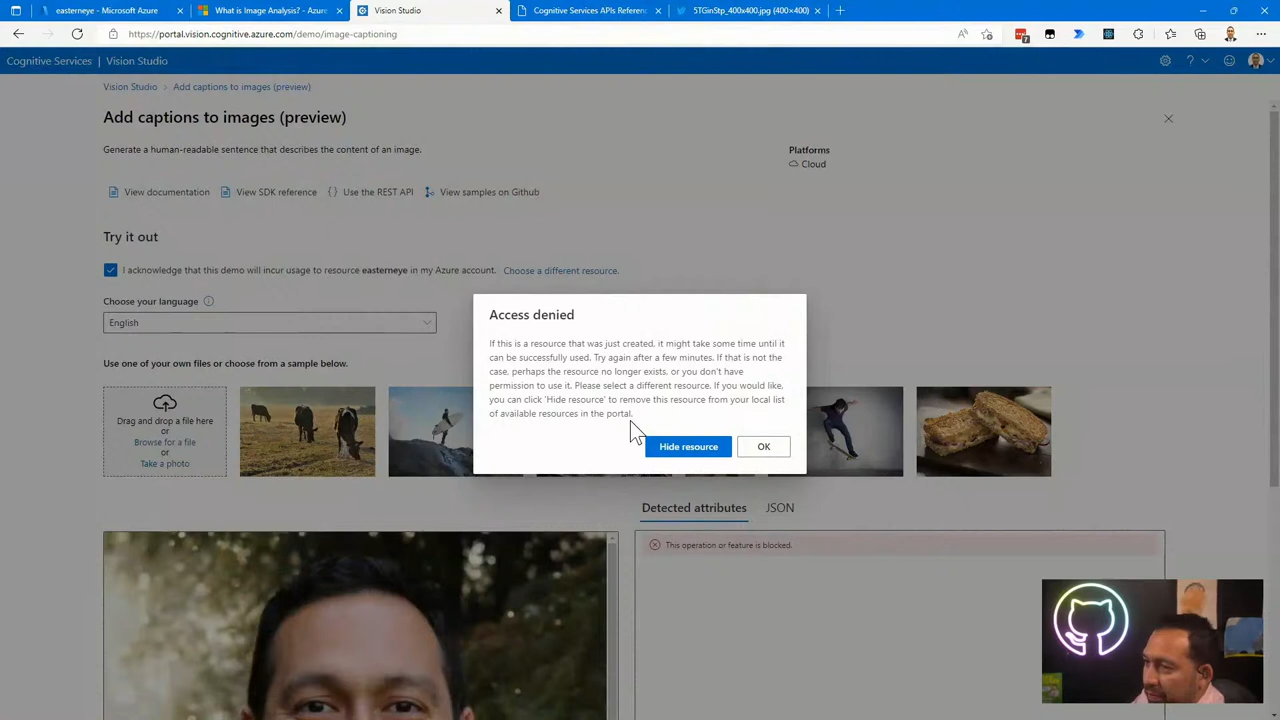 easterneye - Microsoft Azure
What is Image Analysis? - Azure
Vision Studio
Cognitive Services APIs Referenc
5TGinStp_400x400.jpg (400×400)
https://portal.vision.cognitive.azure.com/demo/image-captioning
7
Cognitive Services | Vision Studio
Vision Studio > Add captions to images (preview)
Add captions to images (preview)
Generate a human-readable sentence that describes the content of an image.
Platforms
Cloud
View documentation
View SDK reference
Use the REST API
View samples on Github
Try it out
I acknowledge that this demo will incur usage to resource easterneye in my Azure account. Choose a different resource.
Choose your language
English
Use one of your own files or choose from a sample below.
Drag and drop a file here
or
Browse for a file
or
Take a photo
Access denied
If this is a resource that was just created, it might take some time until it
can be successfully used. Try again after a few minutes. If that is not the
case, perhaps the resource no longer exists, or you don't have
permission to use it. Please select a different resource. If you would like,
you can click 'Hide resource' to remove this resource from your local list
of available resources in the portal.
Hide resource
OK
Detected attributes
JSON
This operation or feature is blocked.